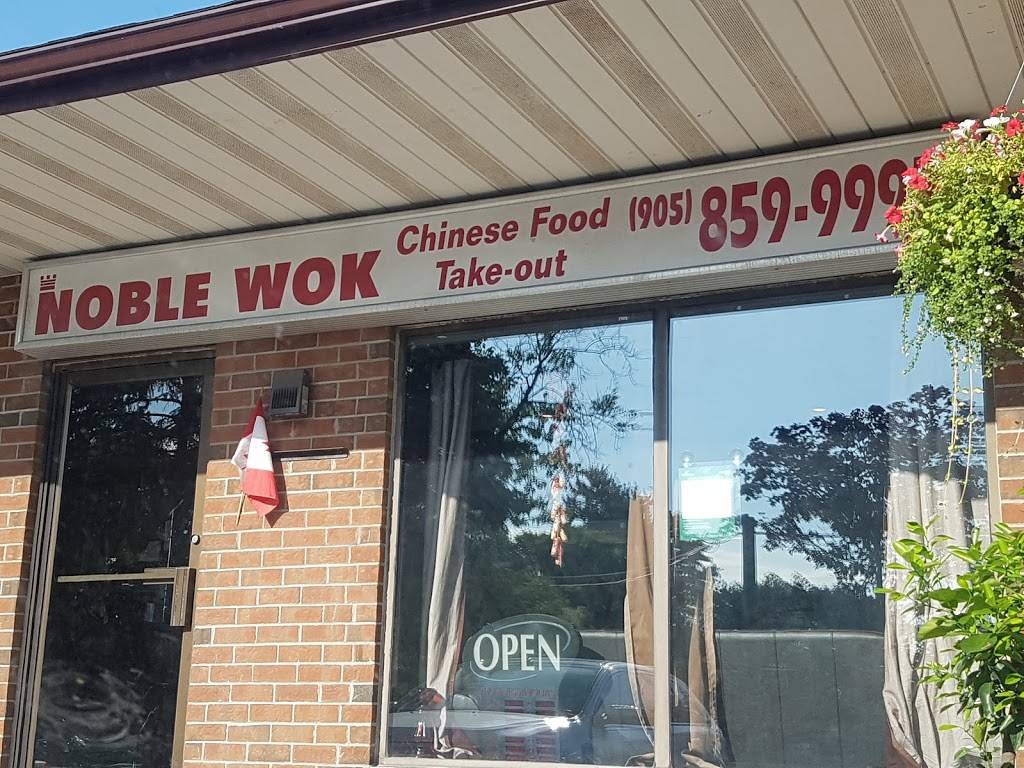 NOBLE WOK
Chinese Food
Take-out
(905) 859-999
OPEN